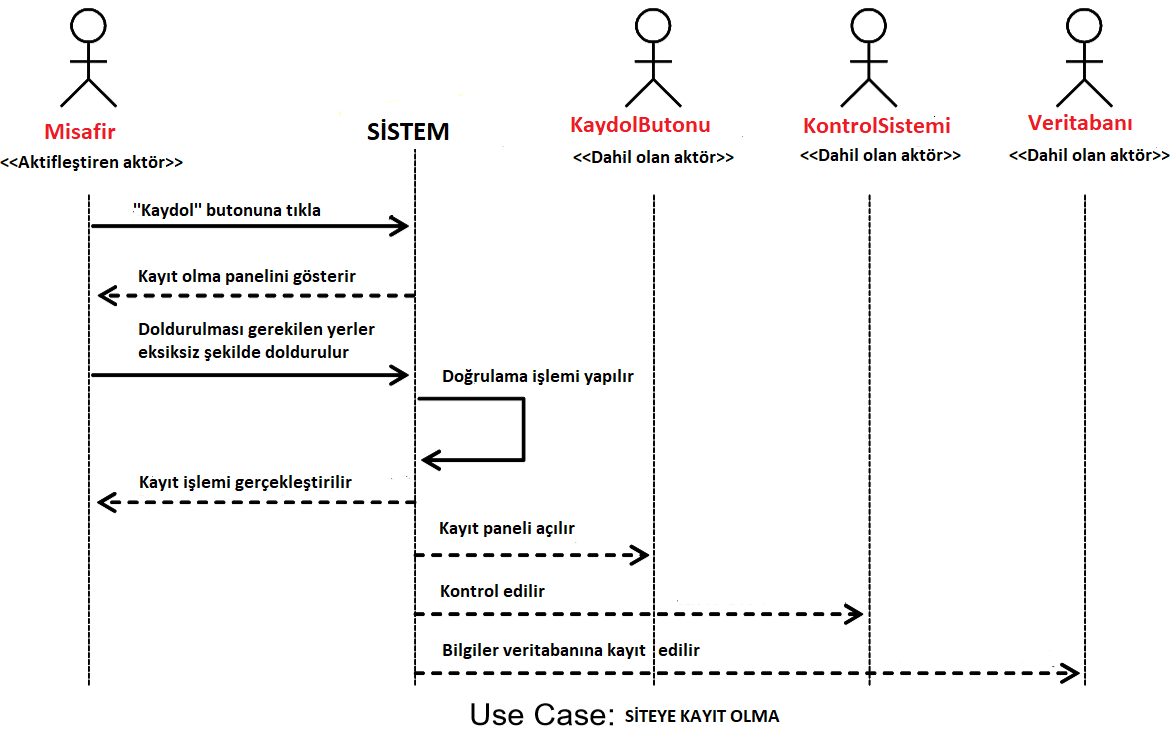 Misafir
<<Aktifleştiren aktör>>
SİSTEM
KaydolButonu
<<Dahil olan aktör>>
KontrolSistemi
<<Dahil olan aktör>>
Veritabanı
<<Dahil olan aktör>>
"Kaydol" butonuna tıkla
Kayıt olma panelini gösterir
Doldurulması gerekilen yerler
eksiksiz şekilde doldurulur
Doğrulama işlemi yapılır
Kayıt işlemi gerçekleştirilir
Kayıt paneli açılır
Kontrol edilir
Bilgiler veritabanına kayıt edilir
Use Case: SİTEYE KAYIT OLMA